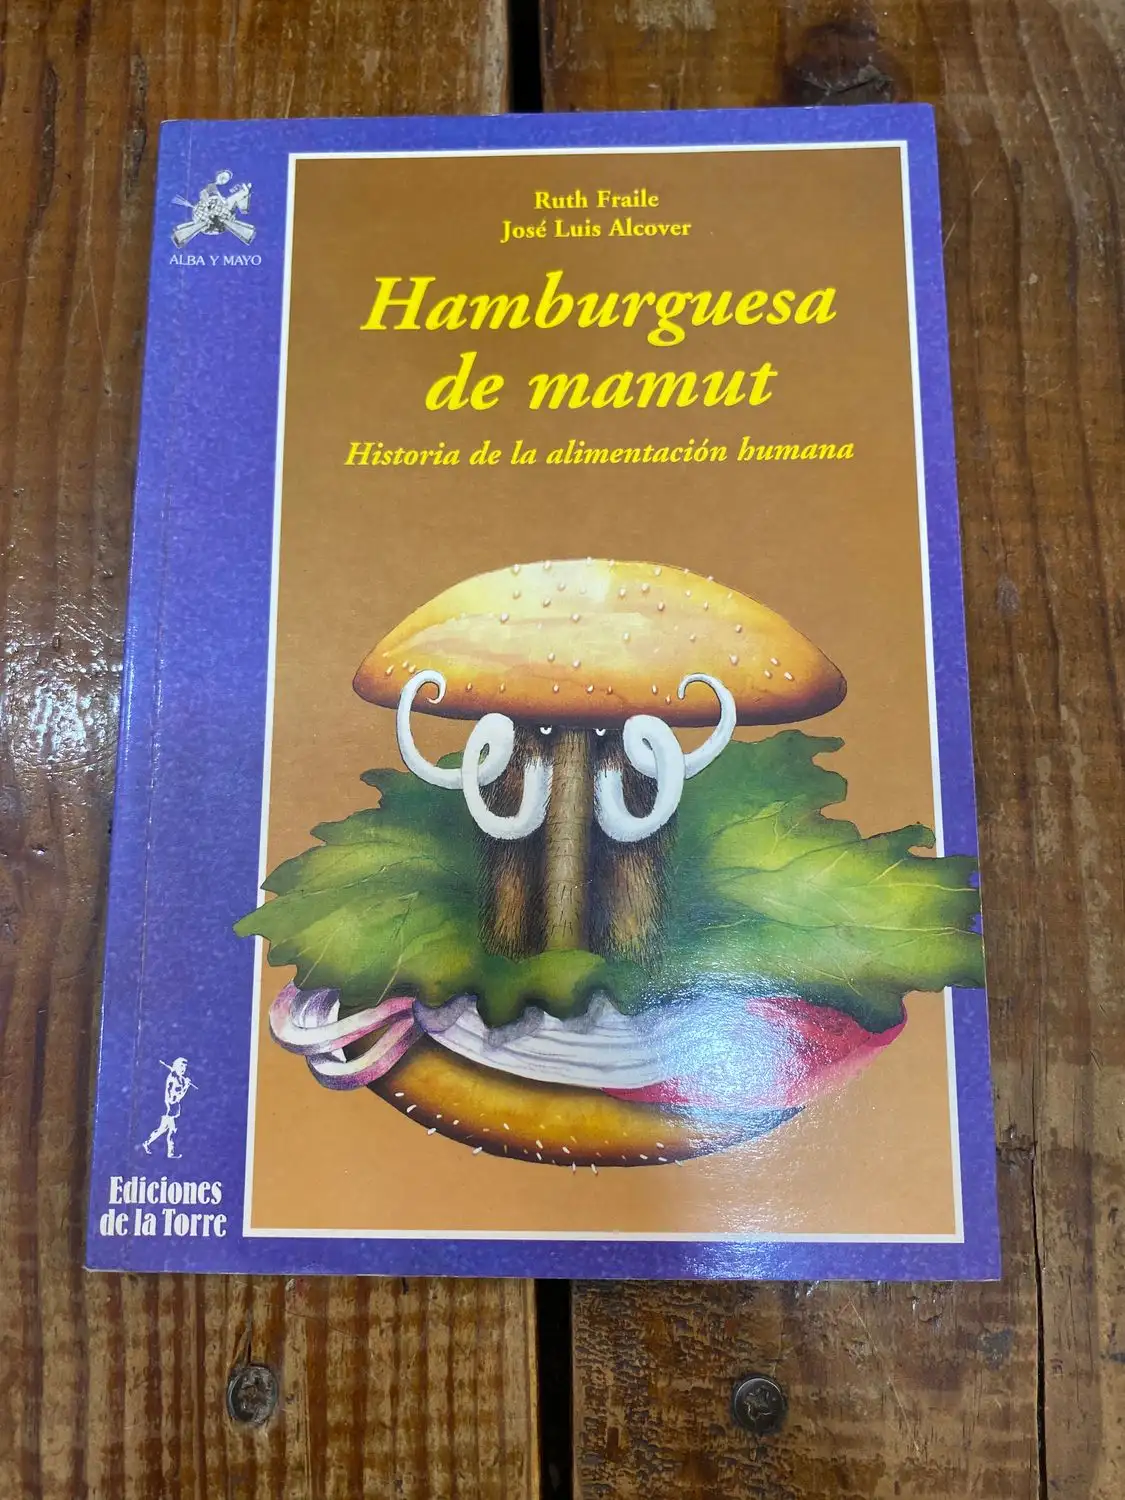 Ruth Fraile
José Luis Alcover
Hamburguesa
de mamut
Historia de la alimentación humana
ALBA Y MAYO
Ediciones
de la Torre